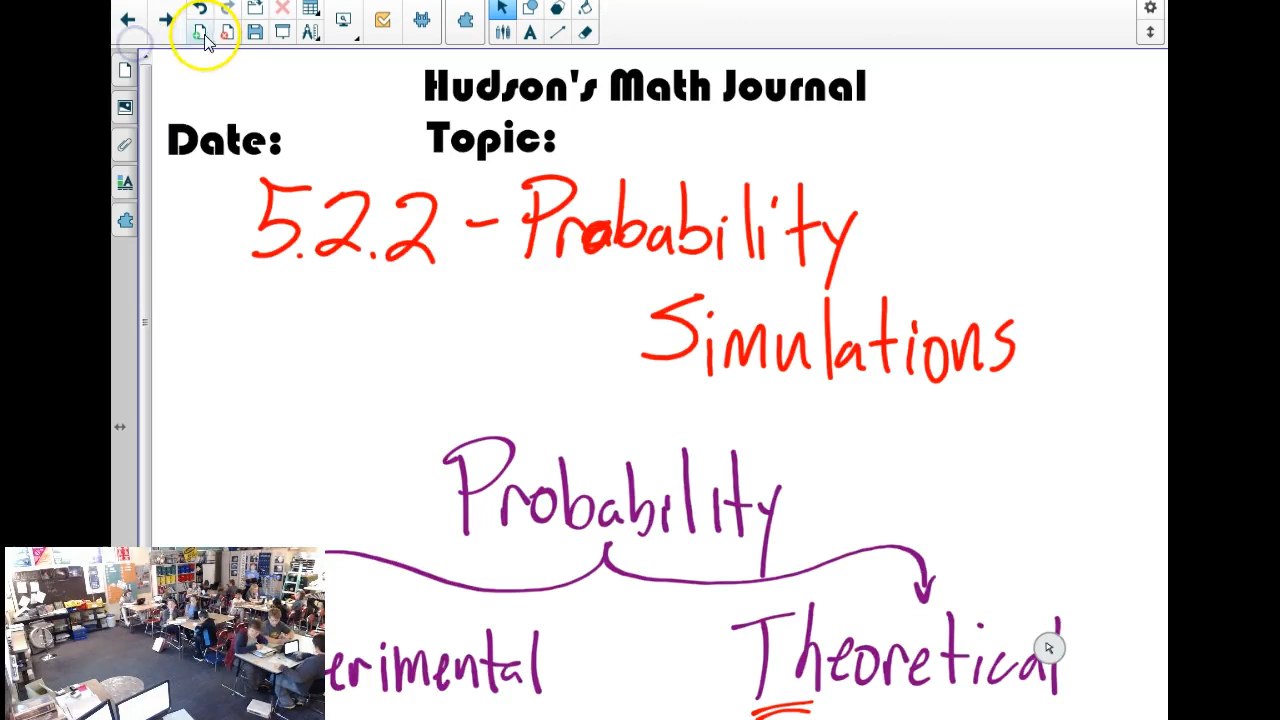 Hudson's Math Journal
Date: Topic:
5.2.2 - Probability
Simulations
Probability
erimental Theoretical